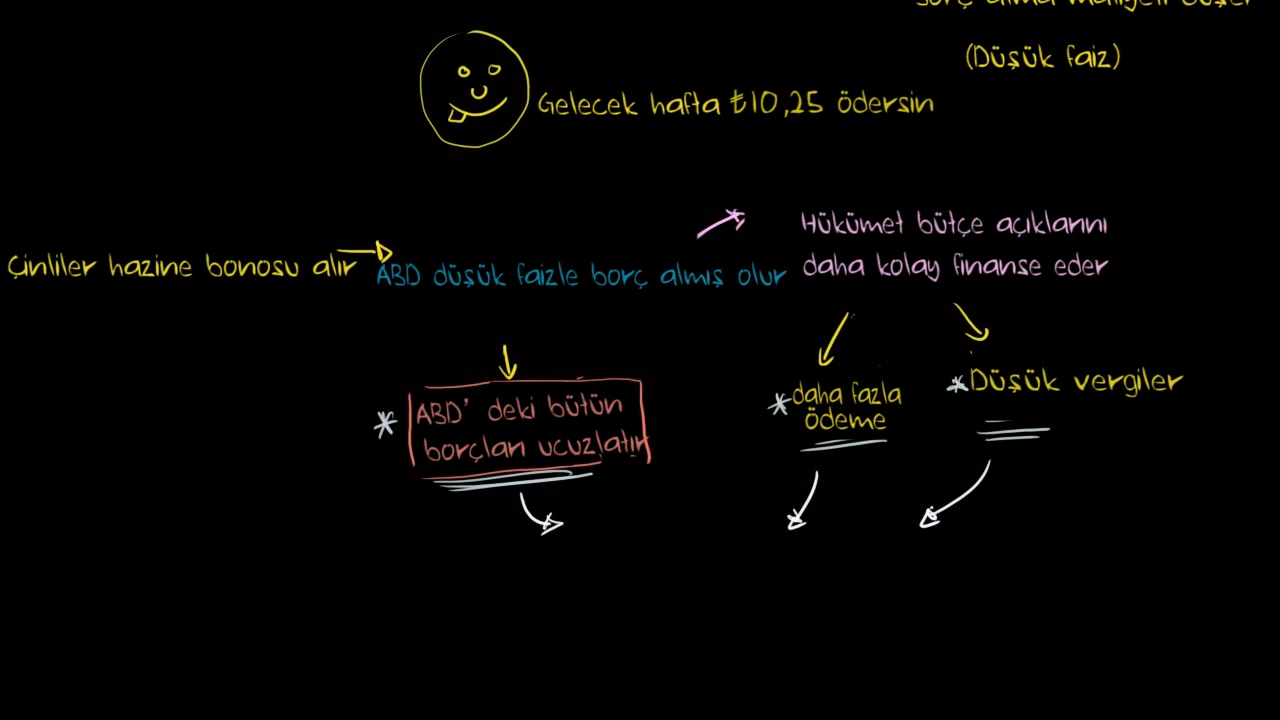 (Düşük faiz)
Gelecek hafta ₺10,25 ödersin
Çinliler hazine bonosu alır
ABD düşük faizle borç almış olur
Hükümet bütçe açıklarını
daha kolay finanse eder
ABD' deki bütün
borçları ucuzlatır
* daha fazla
ödeme
* Düşük vergiler